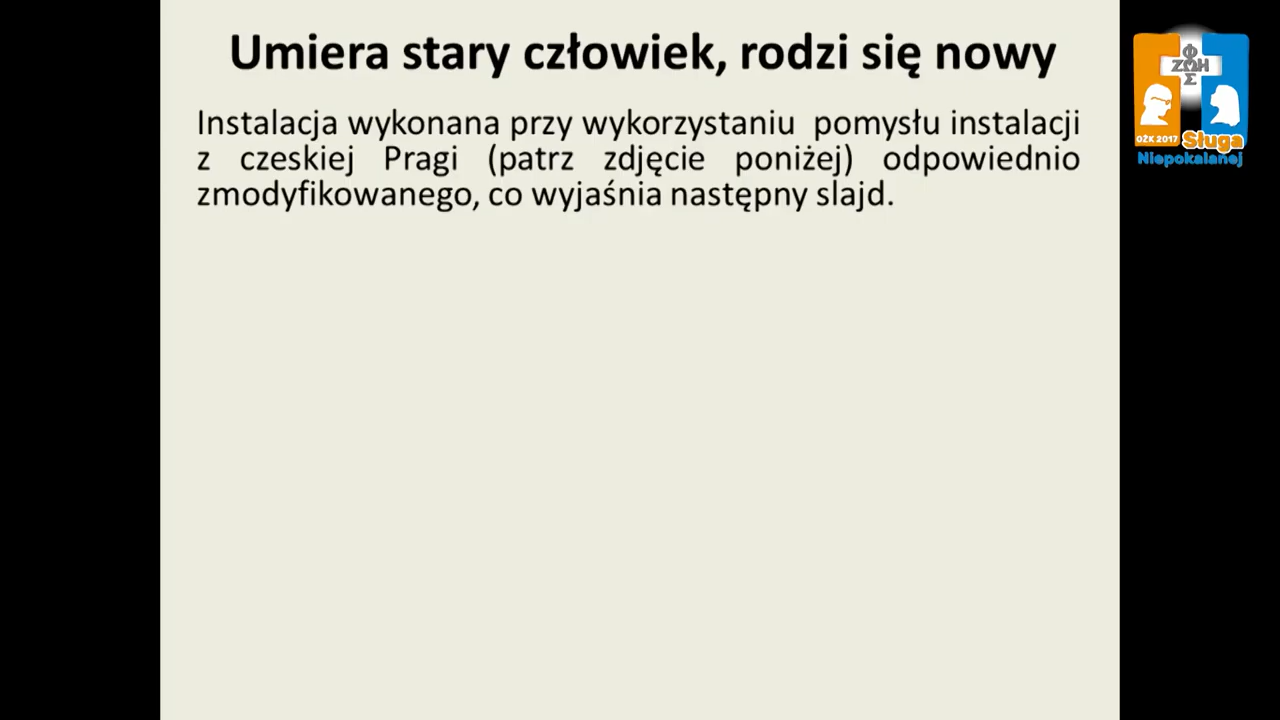 Umiera stary człowiek, rodzi się nowy
Instalacja wykonana przy wykorzystaniu pomysłu instalacji
z czeskiej Pragi (patrz zdjęcie poniżej) odpowiednio
zmodyfikowanego, co wyjaśnia następny slajd.
Φ
ΖΩΗ
Σ
OŻK 2017
Sługa
Niepokalanej